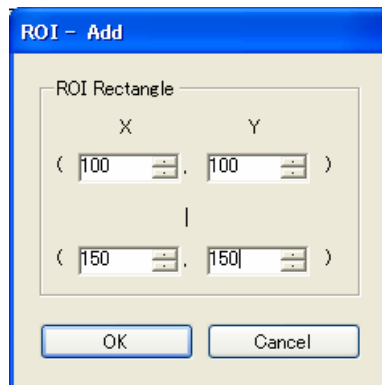 ROI - Add
ROI Rectangle
X Y
( 100 , 100 )
|
( 150 , 150 )
OK Cancel